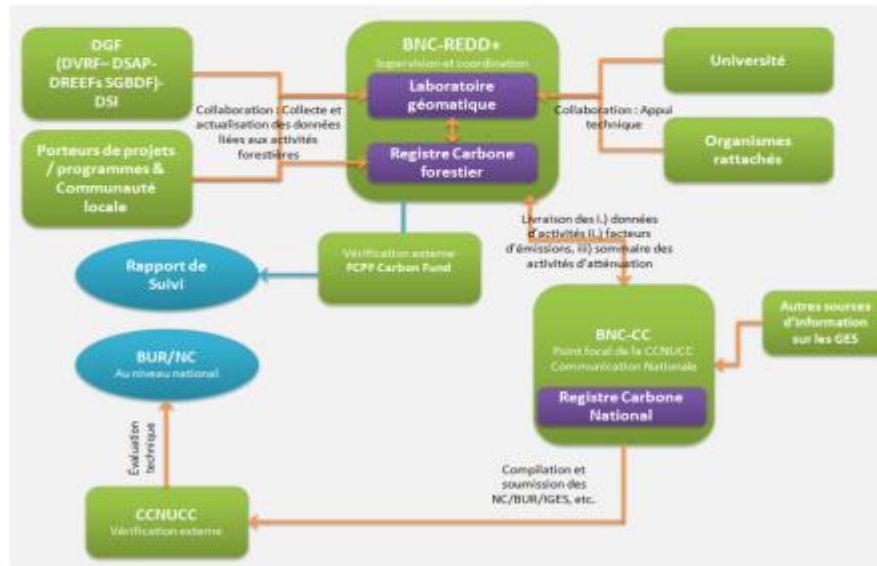 DGF
(DVRF– DSAP-
DREEFs SGBDF)-
DSI
Porteurs de projets
/ programmes &
Communauté
locale
Collaboration : Collecte et
actualisation des données
liées aux activités
forestières
BNC-REDD+
Supervision et coordination
Laboratoire
géomatique
Registre Carbone
forestier
Collaboration : Appui
technique
Université
Organismes
rattachés
Vérification externe
FCPF Carbon Fund
Rapport de
Suivi
Livraison des i.) données
d'activités ii.) facteurs
d'émissions, iii) sommaire des
activités d'atténuation
BNC-CC
Point focal de la CCNUCC
Communication Nationale
Registre Carbone
National
Autres sources
d'information
sur les GES
BUR/NC
Au niveau national
Évaluation
technique
CCNUCC
Vérification externe
Compilation et
soumission des
NC/BUR/IGES, etc.